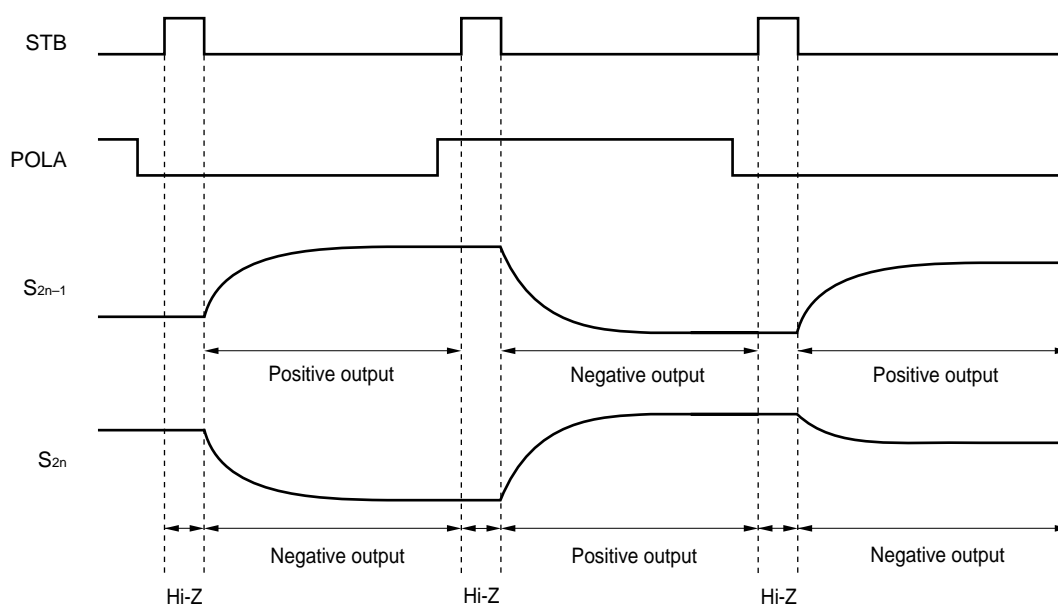 STB
POLA
S2n–1
Positive output Negative output Positive output
S2n
Negative output Positive output Negative output
Hi-Z Hi-Z Hi-Z